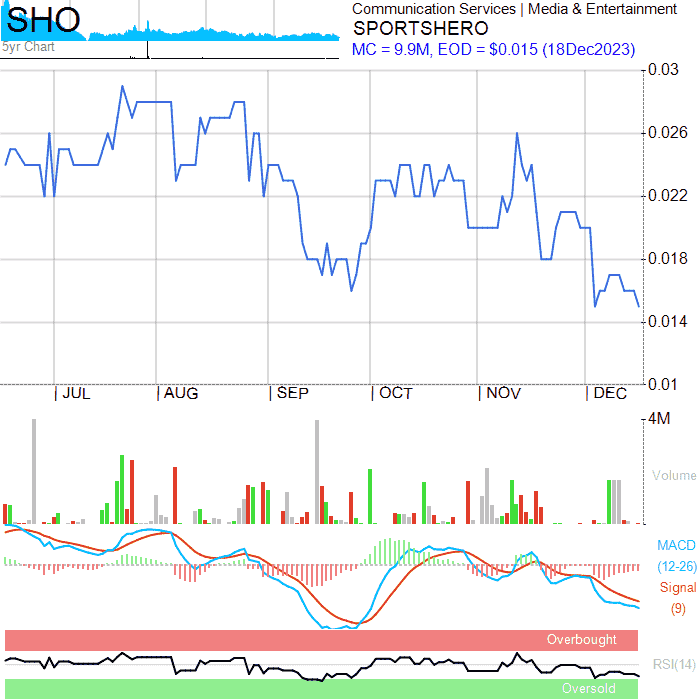 SHO
5yr Chart
Communication Services | Media & Entertainment
SPORTSHERO
MC = 9.9M, EOD = $0.015 (18Dec2023)
0.03
0.026
0.022
0.018
0.014
0.01
| JUL | AUG | SEP | OCT | NOV | DEC
4M
Volume
MACD
(12-26)
Signal
(9)
Overbought
RSI(14)
Oversold